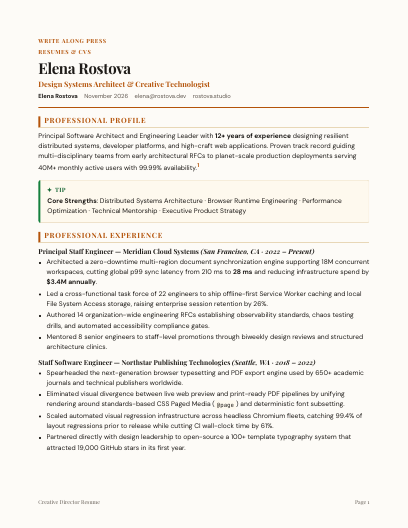 WRITE ALONG PRESS
RESUMES & CVS
Elena Rostova
Design Systems Architect & Creative Technologist
Elena Rostova November 2026 elena@rostova.dev rostova.studio
PROFESSIONAL PROFILE
Principal Software Architect and Engineering Leader with 12+ years of experience designing resilient
distributed systems, developer platforms, and high-craft web applications. Proven track record guiding
multi-disciplinary teams from early architectural RFCs to planet-scale production deployments serving
40M+ monthly active users with 99.99% availability.1
✦ TIP
Core Strengths: Distributed Systems Architecture · Browser Runtime Engineering · Performance
Optimization · Technical Mentorship · Executive Product Strategy
PROFESSIONAL EXPERIENCE
Principal Staff Engineer — Meridian Cloud Systems (San Francisco, CA · 2022 – Present)
• Architected a zero-downtime multi-region document synchronization engine supporting 18M concurrent
workspaces, cutting global p99 sync latency from 210 ms to 28 ms and reducing infrastructure spend by
$3.4M annually.
• Led a cross-functional task force of 22 engineers to ship offline-first Service Worker caching and local
File System Access storage, raising enterprise session retention by 26%.
• Authored 14 organization-wide engineering RFCs establishing observability standards, chaos testing
drills, and automated accessibility compliance gates.
• Mentored 8 senior engineers to staff-level promotions through biweekly design reviews and structured
architecture clinics.
Staff Software Engineer — Northstar Publishing Technologies (Seattle, WA · 2018 – 2022)
• Spearheaded the next-generation browser typesetting and PDF export engine used by 650+ academic
journals and technical publishers worldwide.
• Eliminated visual divergence between live web preview and print-ready PDF pipelines by unifying
rendering around standards-based CSS Paged Media ( @page ) and deterministic font subsetting.
• Scaled automated visual regression infrastructure across headless Chromium fleets, catching 99.4% of
layout regressions prior to release while cutting CI wall-clock time by 61%.
• Partnered directly with design leadership to open-source a 100+ template typography system that
attracted 19,000 GitHub stars in its first year.
Creative Director Resume Page 1